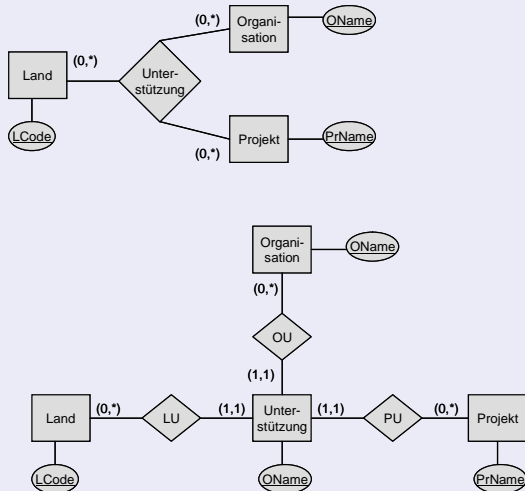 (0,*)
Organi-
sation
OName
(0,*)
Land
Unter-
stützung
LCode
(0,*)
Projekt
PrName
Organi-
sation
OName
(0,*)
OU
(1,1)
Land
(0,*)
LU
(1,1)
Unter-
stützung
(1,1)
PU
(0,*)
Projekt
LCode
OName
PrName